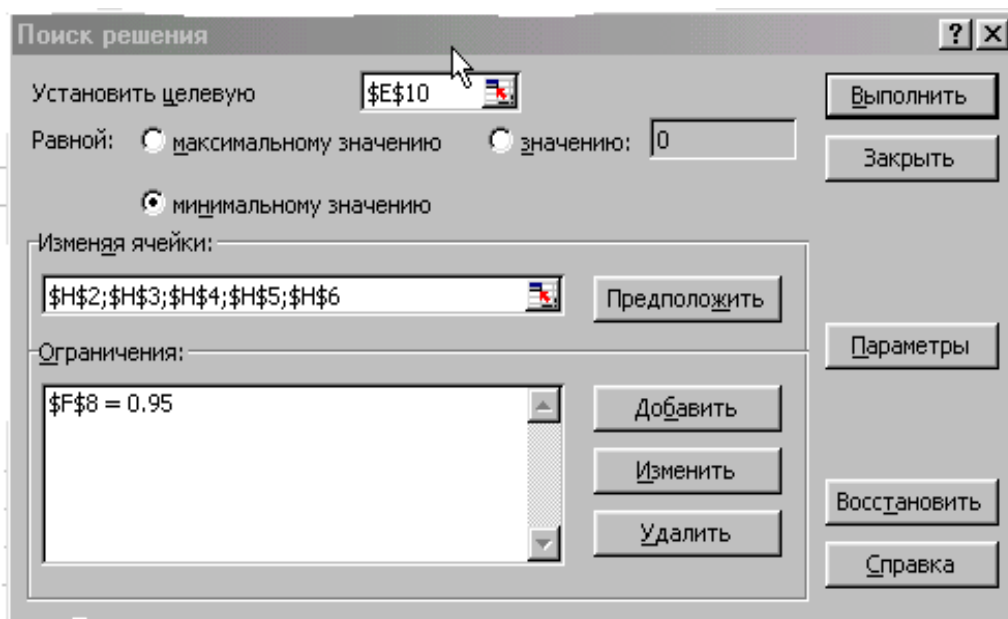 Поиск решения ? X
Установить целевую $E$10 Выполнить
Равной: максимальному значению значению: 0 Закрыть
минимальному значению
Изменяя ячейки:
$H$2;$H$3;$H$4;$H$5;$H$6 Предположить
Ограничения: Параметры
$F$8 = 0.95 Добавить
Изменить
Восстановить
Удалить
Справка